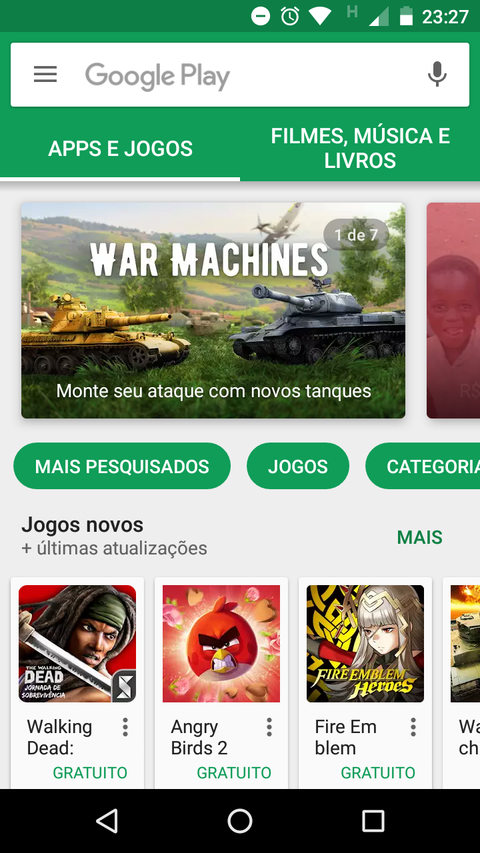 H 23:27
Google Play
APPS E JOGOS
FILMES, MÚSICA E
LIVROS
WAR MACHINES
1 de 7
Monte seu ataque com novos tanques
R$
MAIS PESQUISADOS
JOGOS
CATEGORIA
Jogos novos
MAIS
+ últimas atualizações
THE WALKING
DEAD
JORNADA DE
SOBREVIVÊNCIA
FIRE EMBLEM
Heroes
Walking
Dead:
GRATUITO
Angry
Birds 2
GRATUITO
Fire Em
blem
GRATUITO
Wa
ch